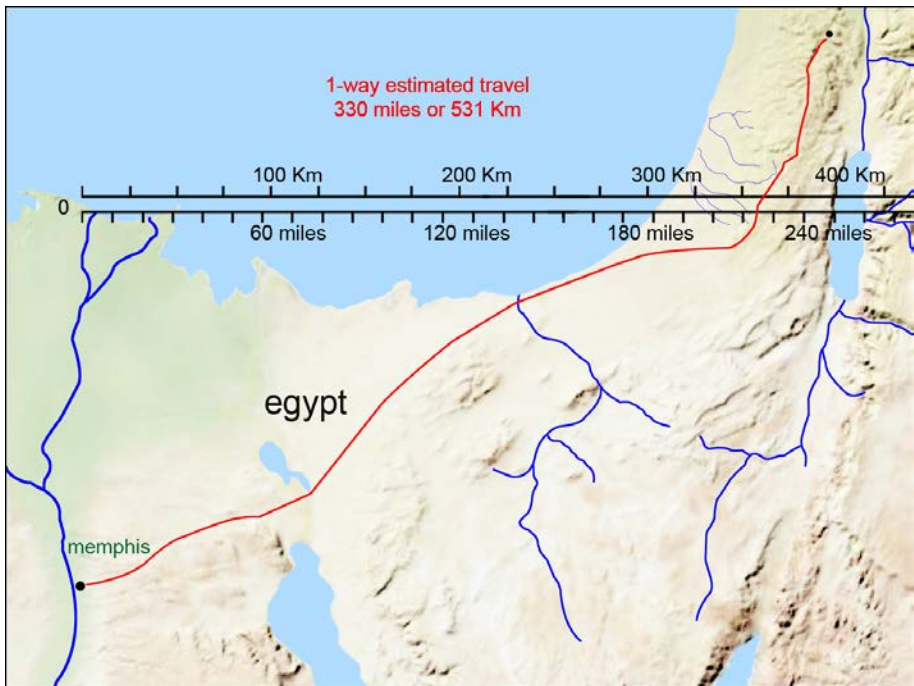 1-way estimated travel
330 miles or 531 Km
100 Km 200 Km 300 Km 400 Km
0
60 miles 120 miles 180 miles 240 miles
egypt
memphis